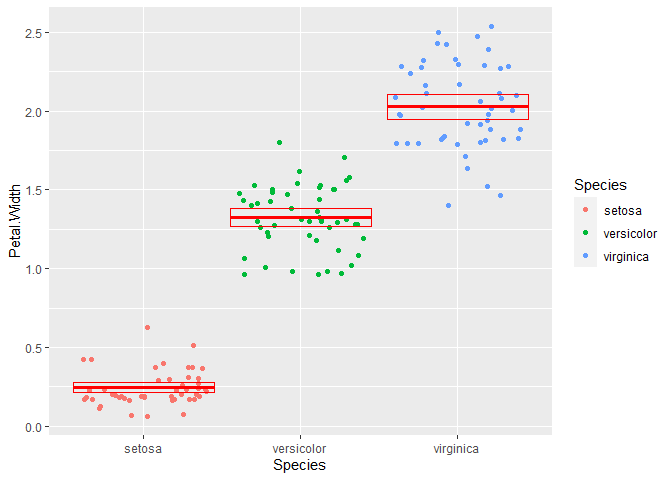 2.5
2.0
1.5
1.0
0.5
0.0
Petal.Width
setosa versicolor virginica
Species
Species
setosa
versicolor
virginica